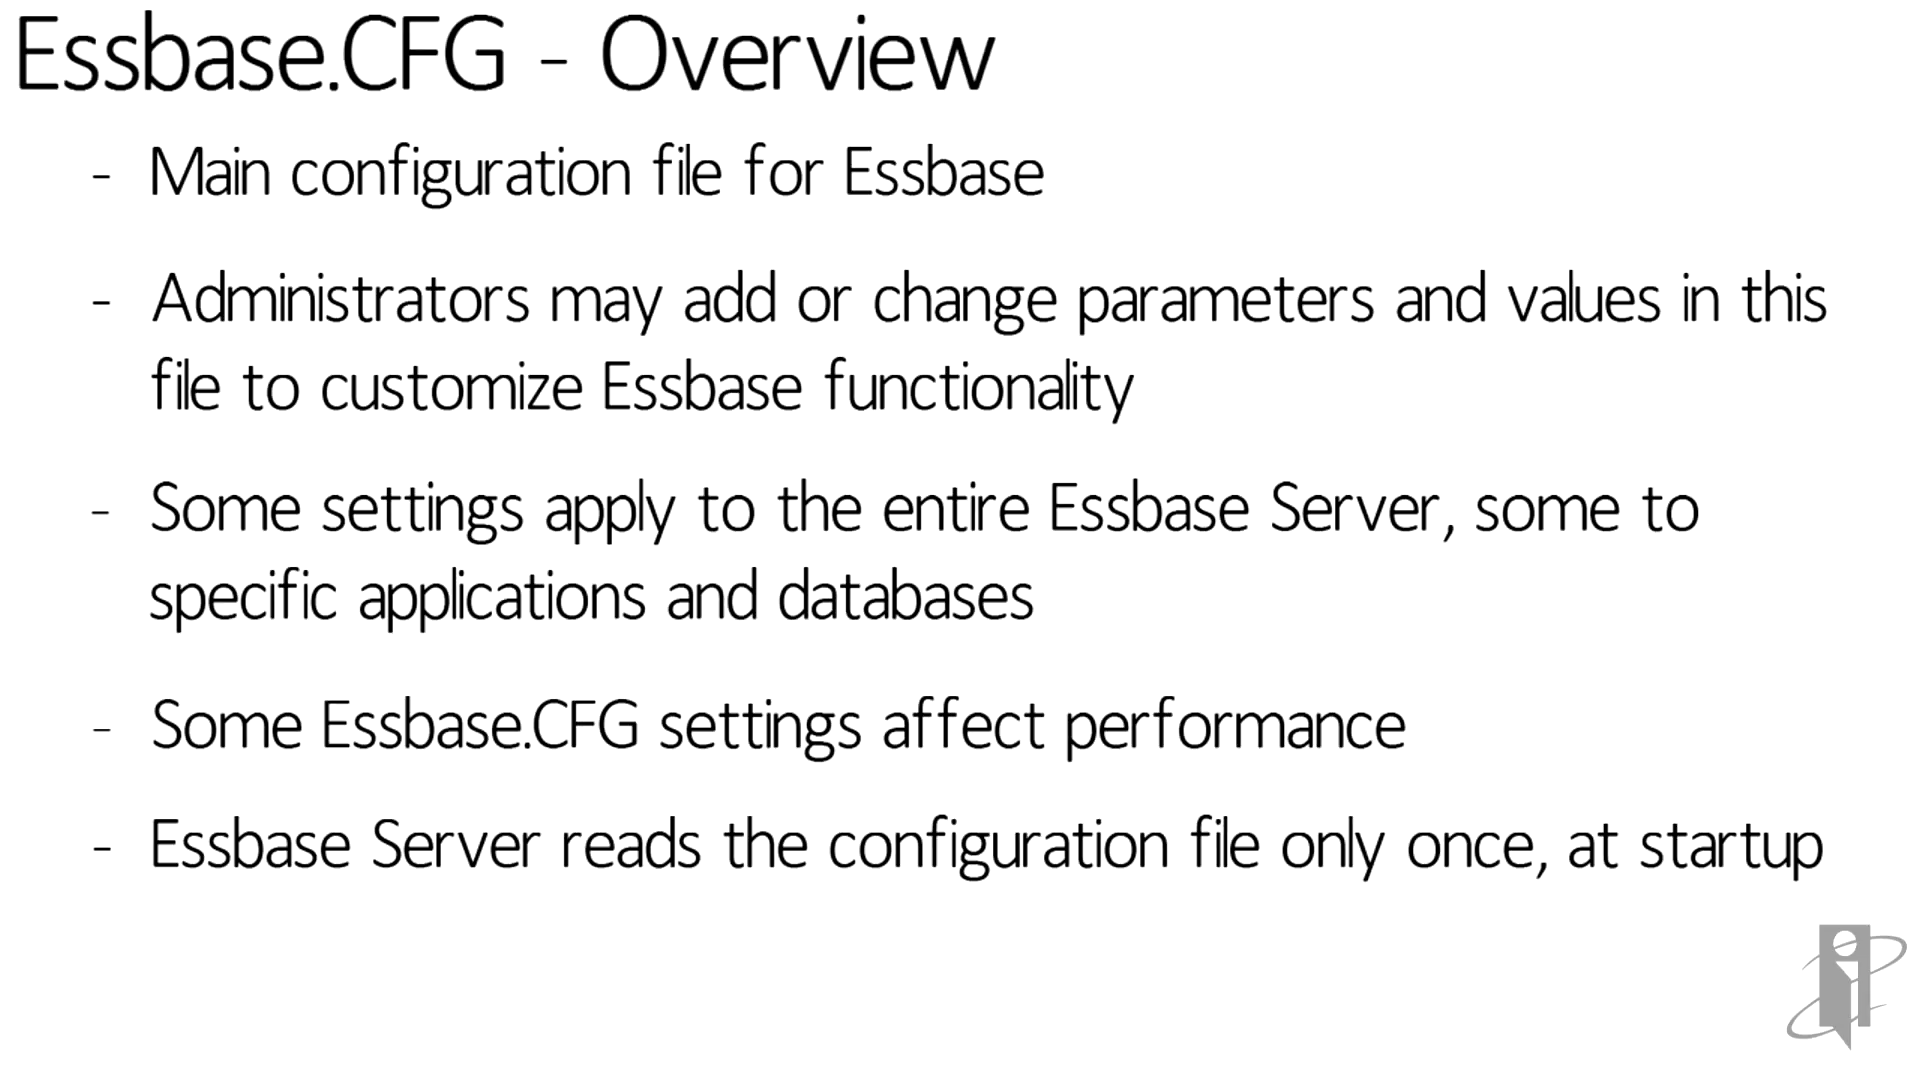 Essbase.CFG - Overview
- Main configuration file for Essbase
- Administrators may add or change parameters and values in this
file to customize Essbase functionality
- Some settings apply to the entire Essbase Server, some to
specific applications and databases
- Some Essbase.CFG settings affect performance
- Essbase Server reads the configuration file only once, at startup